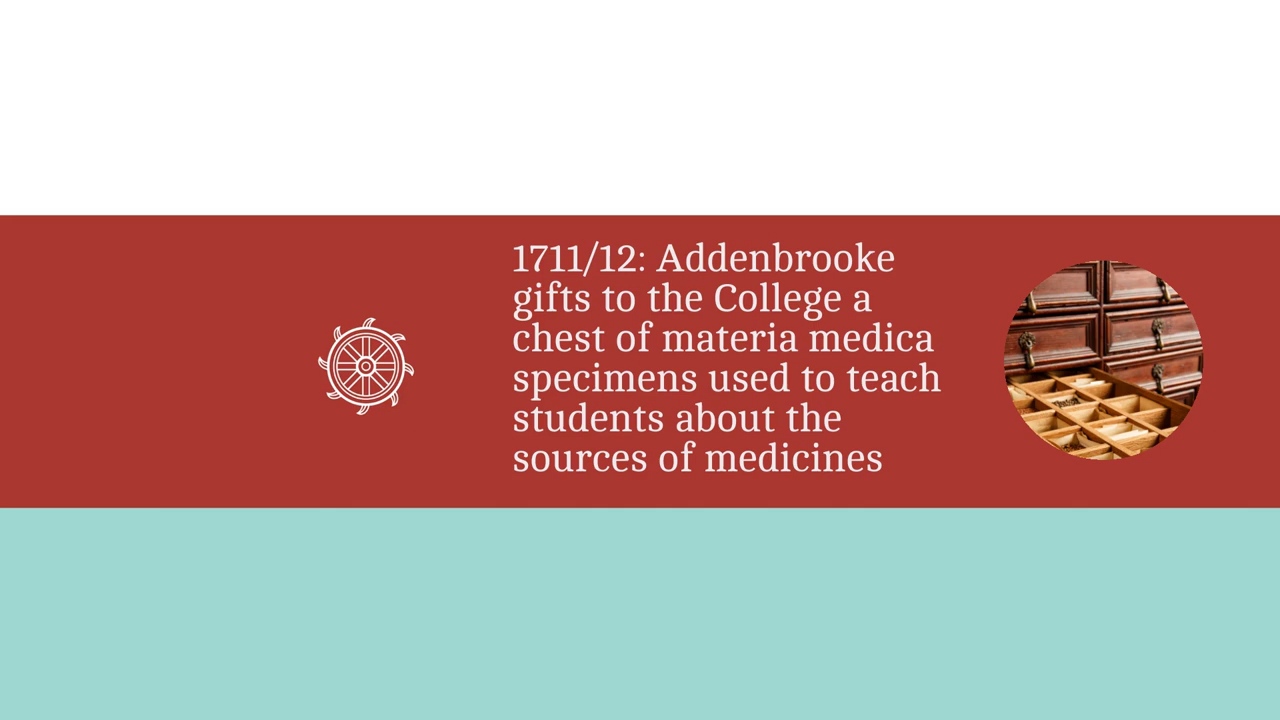 1711/12: Addenbrooke
gifts to the College a
chest of materia medica
specimens used to teach
students about the
sources of medicines